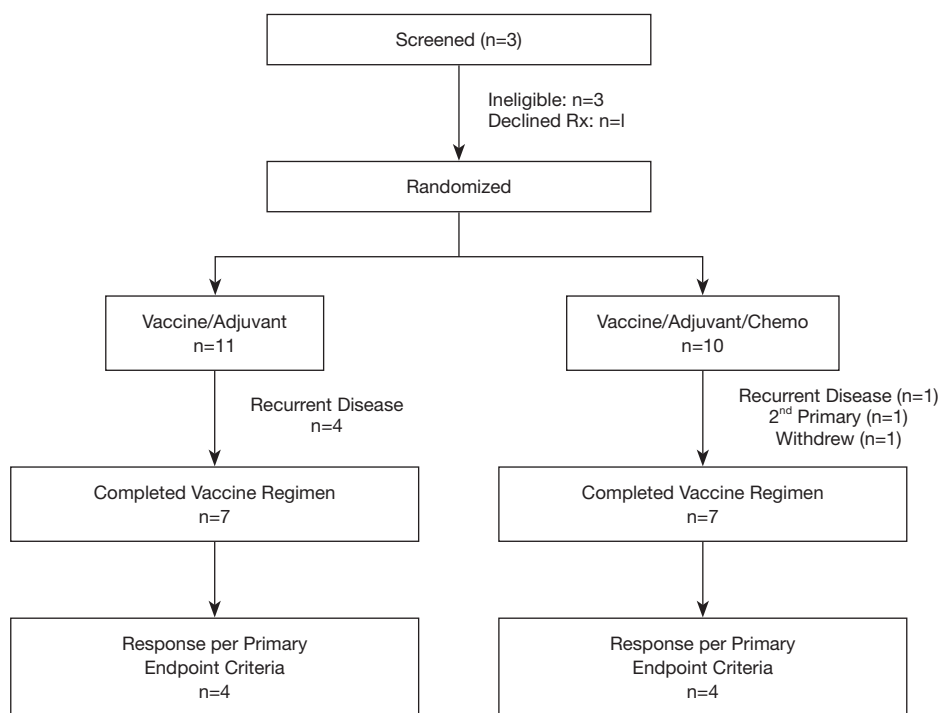 Screened (n=3)
Ineligible: n=3
Declined Rx: n=l
Randomized
Vaccine/Adjuvant
n=11
Vaccine/Adjuvant/Chemo
n=10
Recurrent Disease
n=4
Recurrent Disease (n=1)
2nd Primary (n=1)
Withdrew (n=1)
Completed Vaccine Regimen
n=7
Completed Vaccine Regimen
n=7
Response per Primary
Endpoint Criteria
n=4
Response per Primary
Endpoint Criteria
n=4